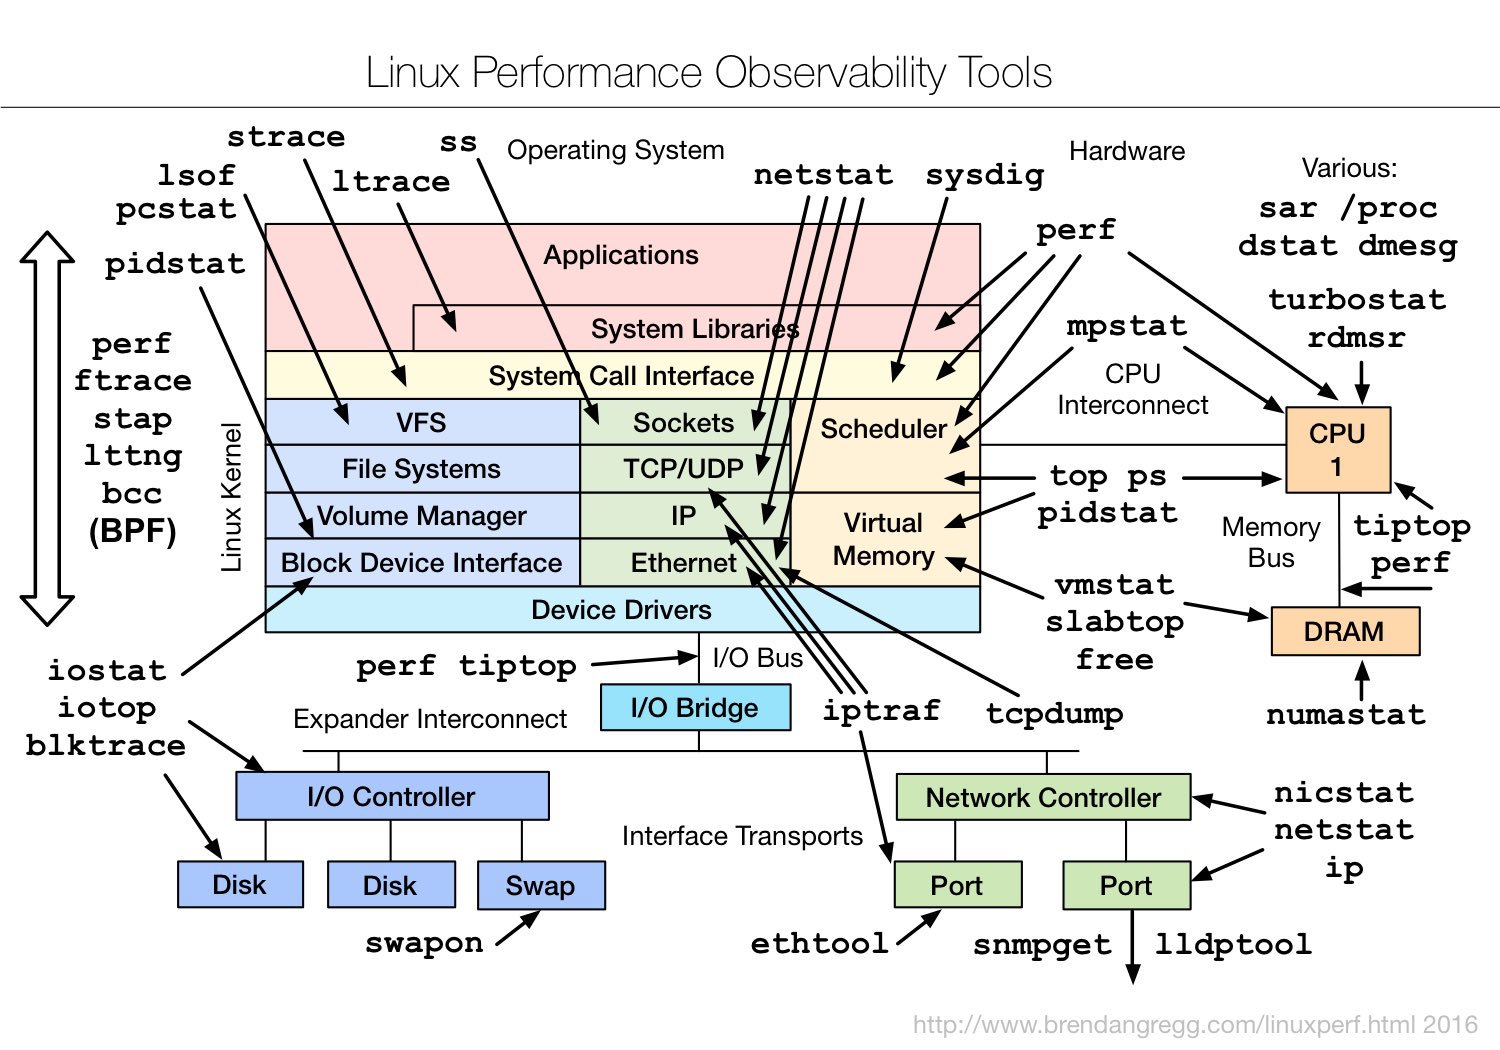 Linux Performance Observability Tools
strace
ss
Operating System
Hardware
Various:
lsof
ltrace
netstat
sysdig
pcstat
sar /proc
dstat dmesg
perf
pidstat
Applications
turbostat
rdmsr
System Libraries
mpstat
perf
ftrace
stap
lttng
bcc
(BPF)
System Call Interface
CPU
Interconnect
Linux Kernel
VFS
Sockets
Scheduler
CPU
1
File Systems
TCP/UDP
top ps
pidstat
Volume Manager
IP
Virtual
Memory
Memory
Bus
tiptop
perf
Block Device Interface
Ethernet
vmstat
slabtop
free
Device Drivers
DRAM
iostat
iotop
blktrace
perf tiptop
I/O Bus
I/O Bridge
iptraf
tcpdump
numastat
Expander Interconnect
I/O Controller
Network Controller
nicstat
netstat
ip
Interface Transports
Disk
Disk
Swap
Port
Port
swapon
ethtool
snmpget
lldptool
http://www.brendangregg.com/linuxperf.html 2016